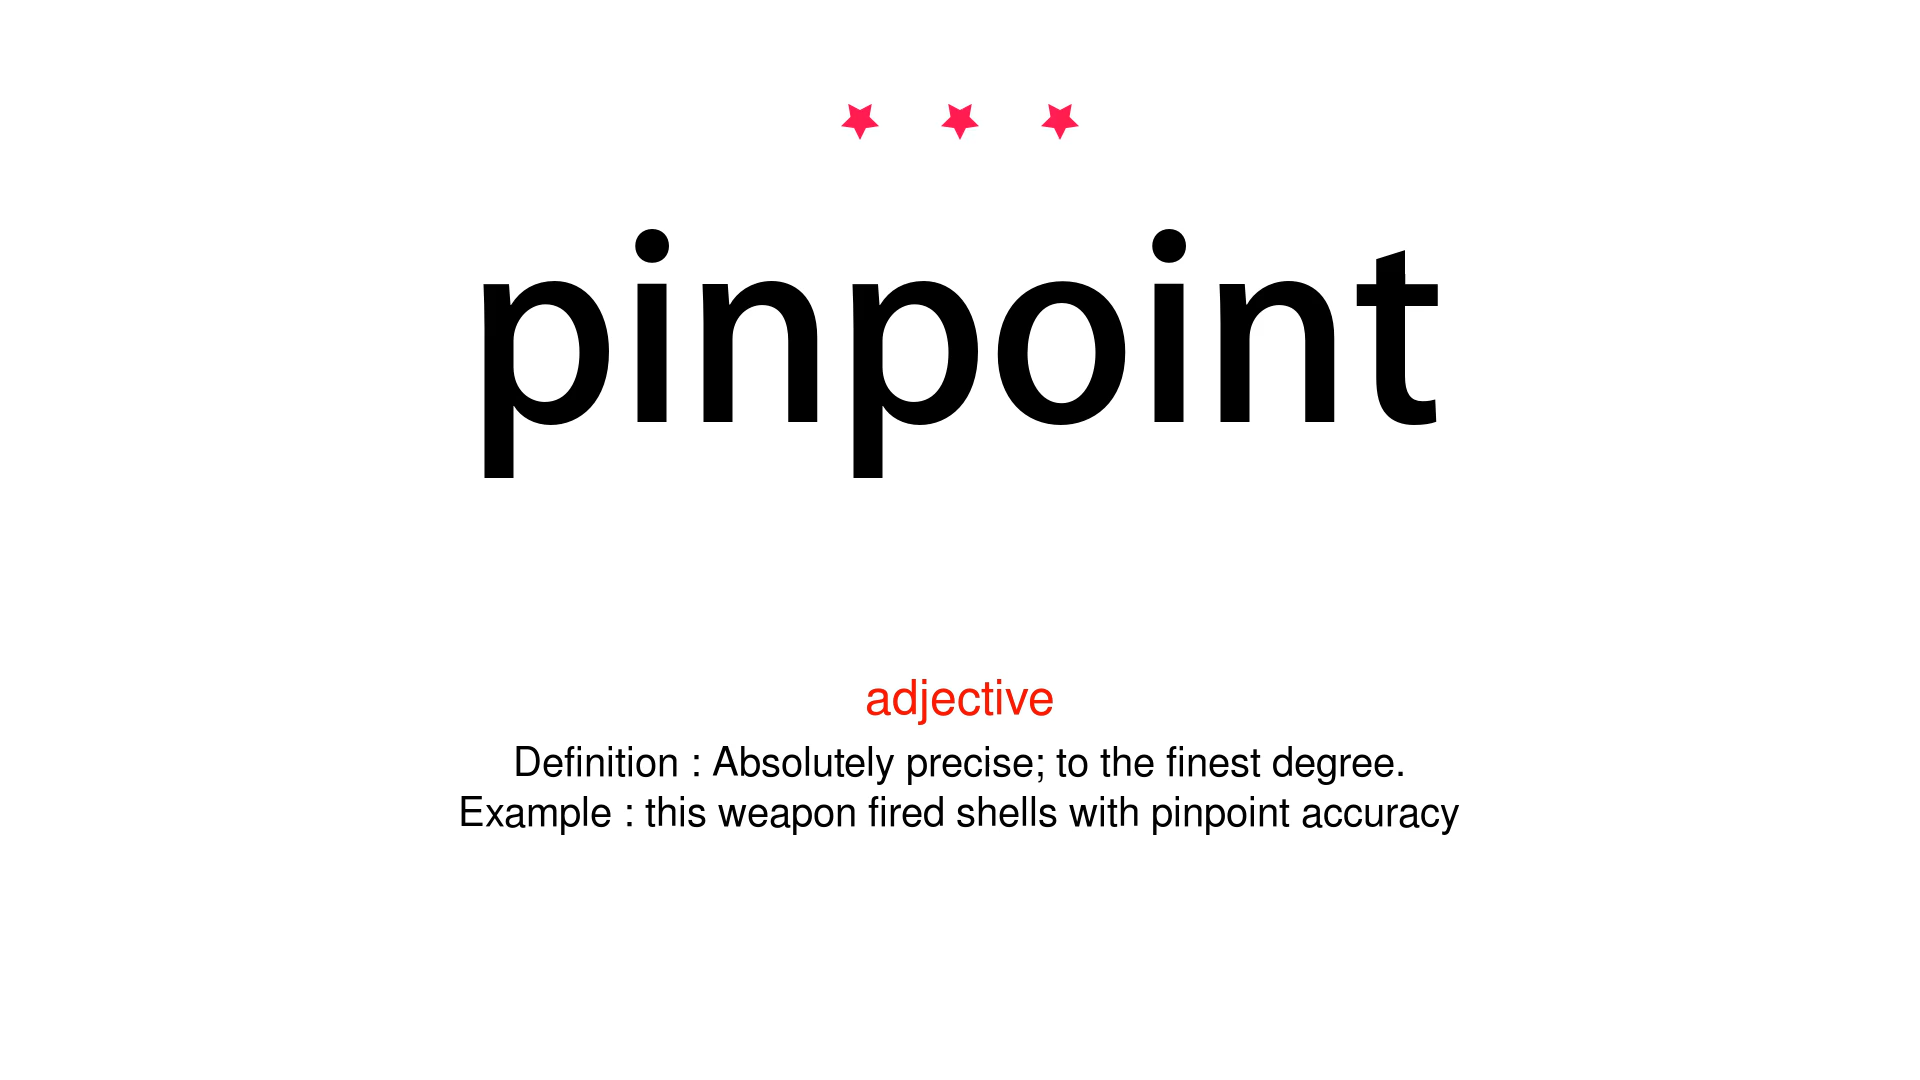 pinpoint
adjective
Definition : Absolutely precise; to the finest degree.
Example : this weapon fired shells with pinpoint accuracy